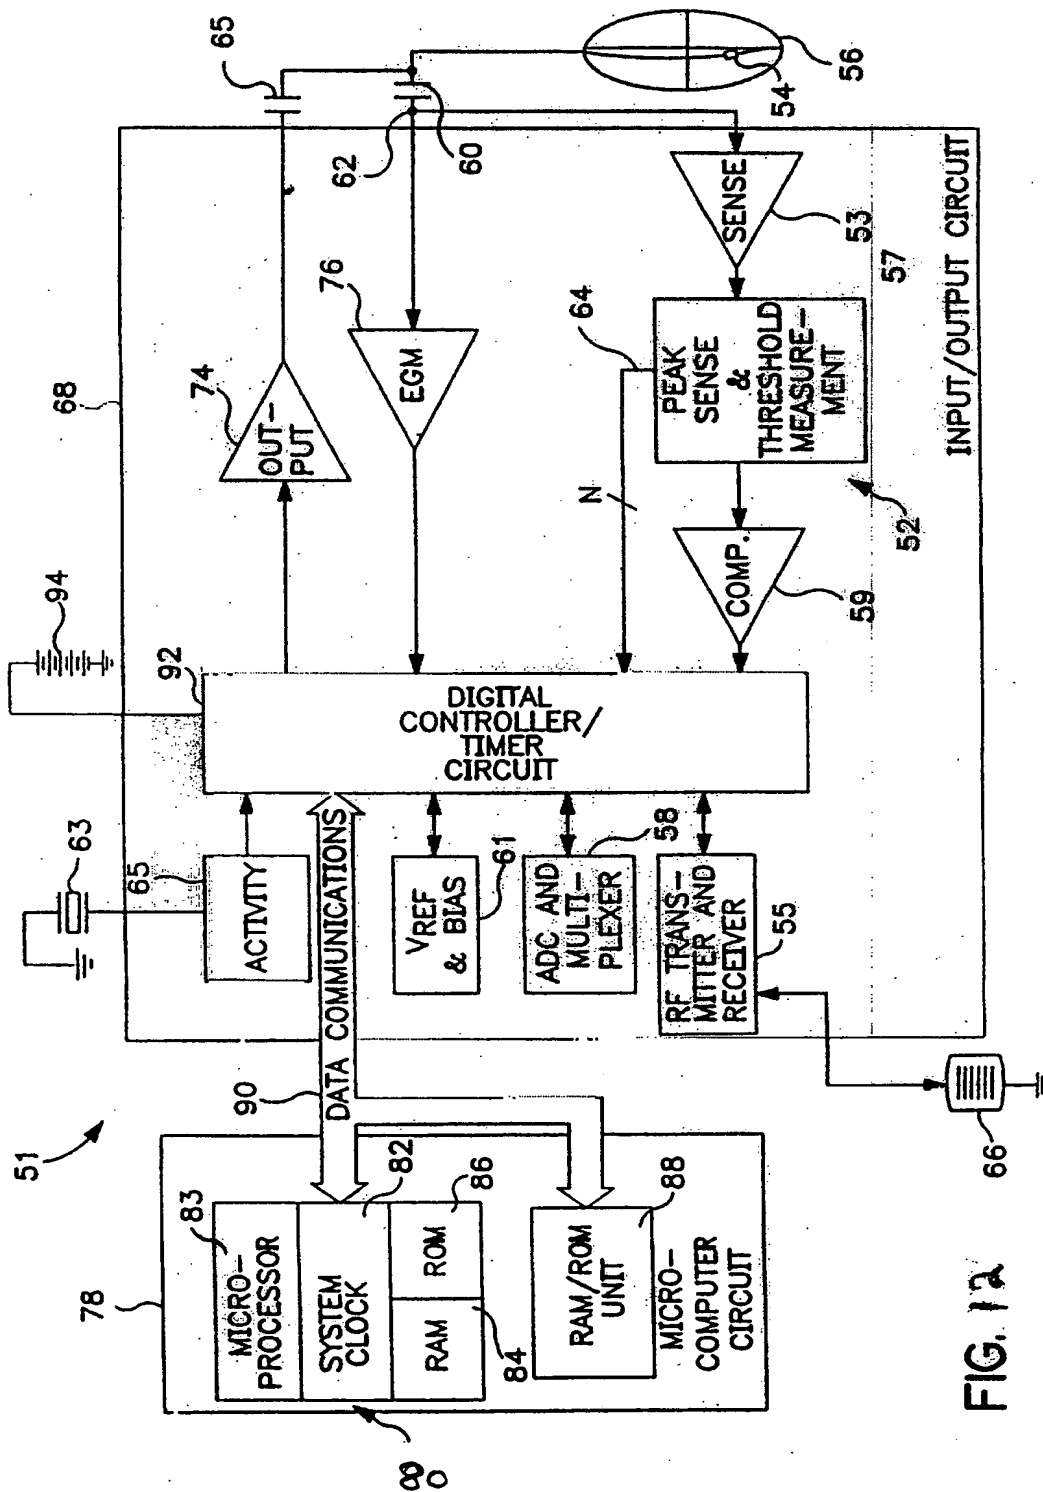 51
78
83
MICRO-
PROCESSOR
SYSTEM
CLOCK
82
RAM
ROM
86
84
80
RAM/ROM
UNIT
88
MICRO-
COMPUTER
CIRCUIT
90
DATA COMMUNICATIONS
63
65
ACTIVITY
VREF
& BIAS
61
ADC AND
MULTI-
PLEXER
58
RF TRANS-
MITTER AND
RECEIVER
55
66
94
92
DIGITAL
CONTROLLER/
TIMER
CIRCUIT
68
74
OUT-
PUT
76
EGM
N
64
COMP.
59
PEAK
SENSE
&
THRESHOLD
MEASURE-
MENT
52
SENSE
53
57
INPUT/OUTPUT CIRCUIT
65
62
60
54
56
FIG. 12